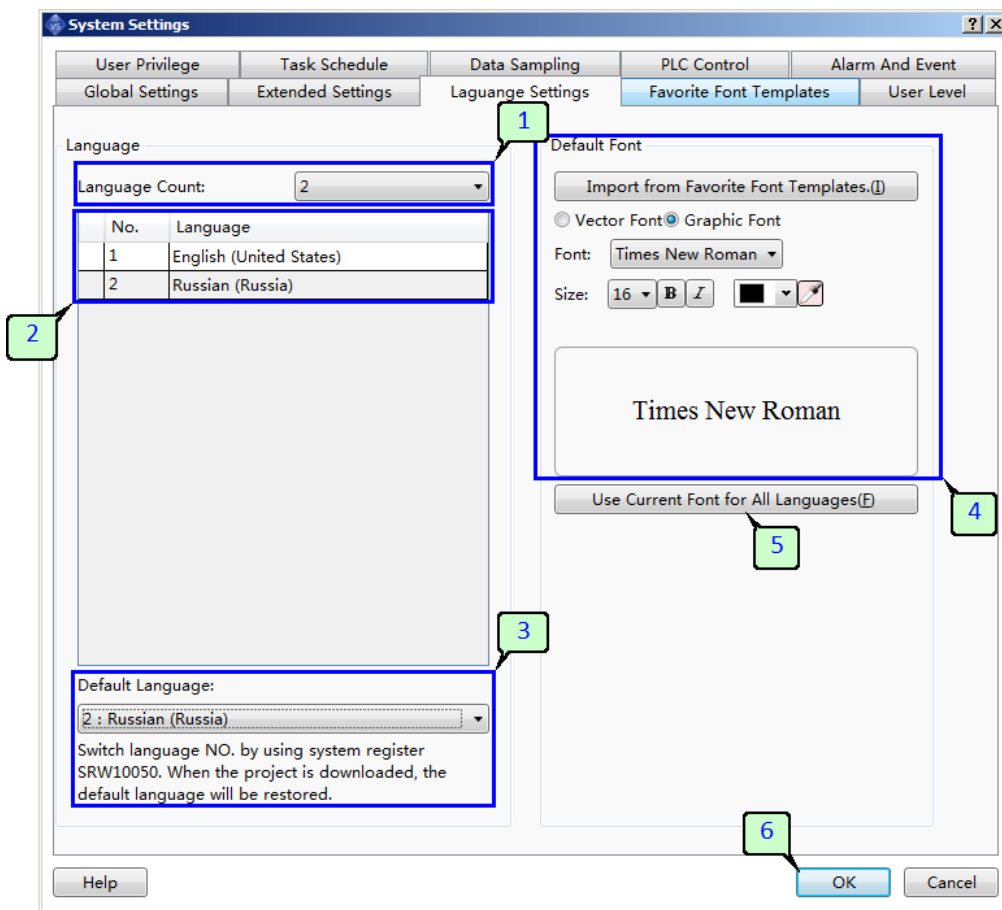 System Settings
User Privilege Task Schedule Data Sampling PLC Control Alarm And Event
Global Settings Extended Settings Laguange Settings Favorite Font Templates User Level
1
Language
Language Count: 2
No. Language
1 English (United States)
2 Russian (Russia)
2
3
Default Language:
2 : Russian (Russia)
Switch language NO. by using system register
SRW10050. When the project is downloaded, the
default language will be restored.
Default Font
Import from Favorite Font Templates.(I)
Vector Font Graphic Font
Font: Times New Roman
Size: 16 B I
Times New Roman
4
Use Current Font for All Languages(F)
5
6
Help OK Cancel